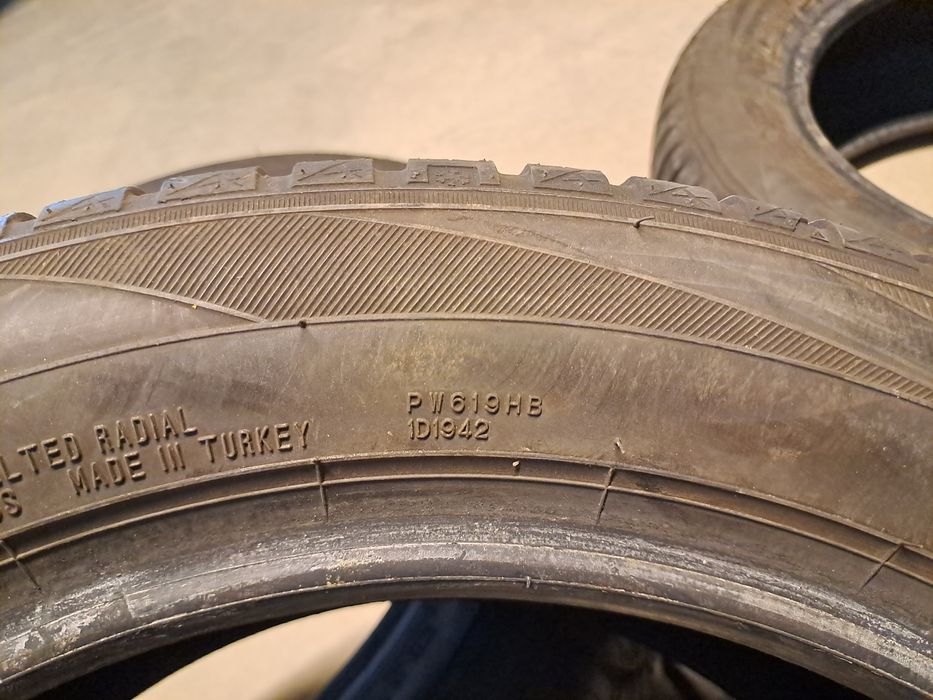 LTED RADIAL
MADE IN TURKEY
PW619HB
1D1942